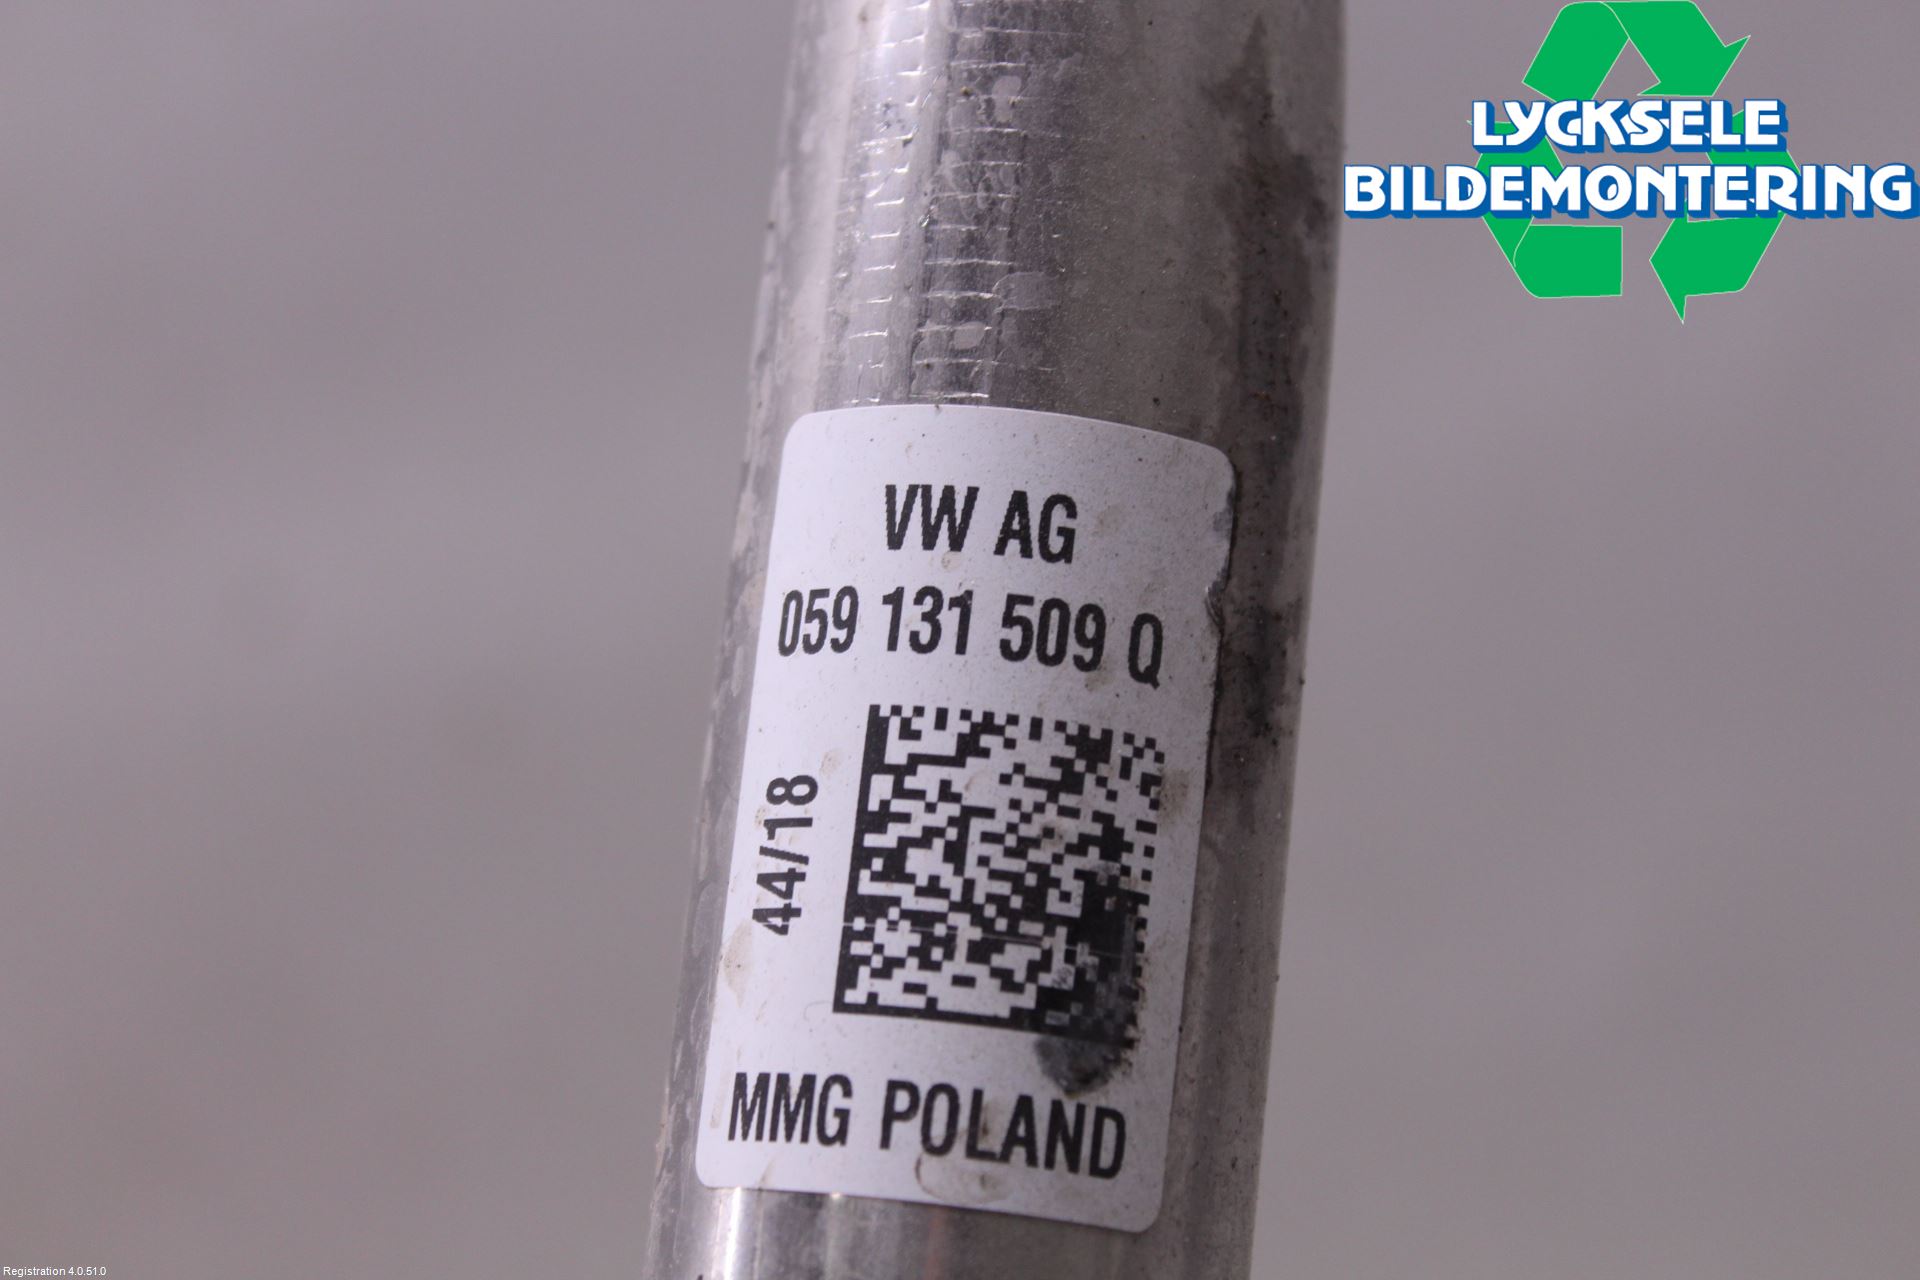 LYCKSELE
BILDEMONTERING
VW AG
059 131 509 Q
44/18
MMG POLAND
Registration 4.0.51.0